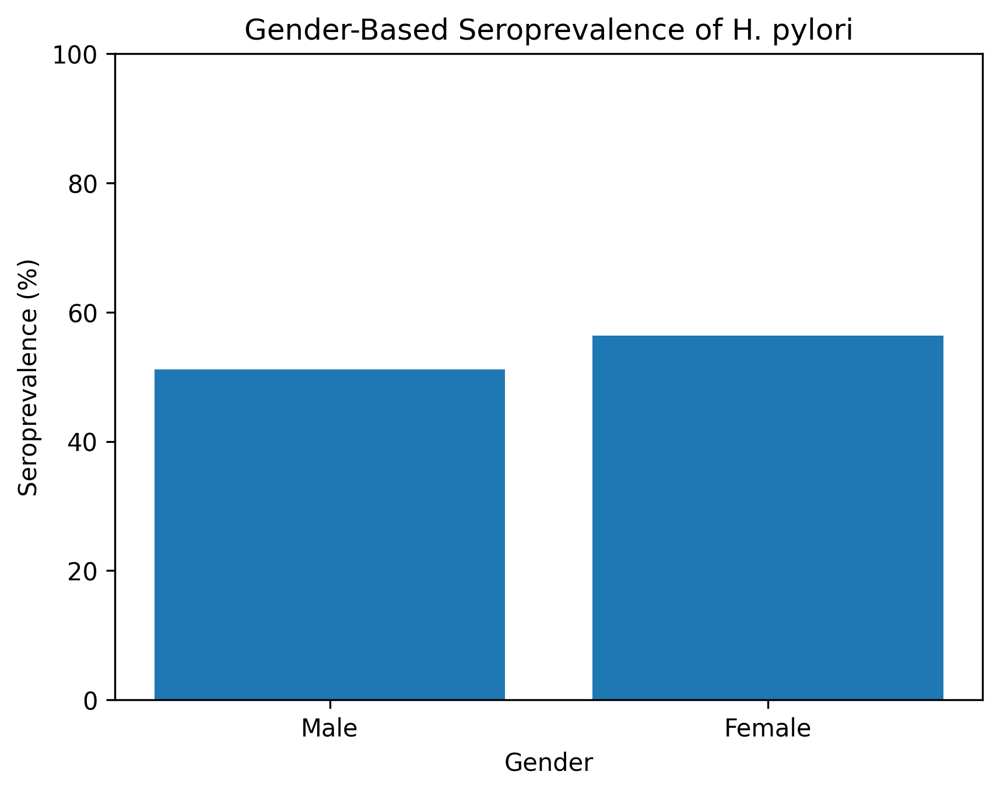 Gender-Based Seroprevalence of H. pylori
100
80
60
40
20
0
Seroprevalence (%)
Male
Female
Gender